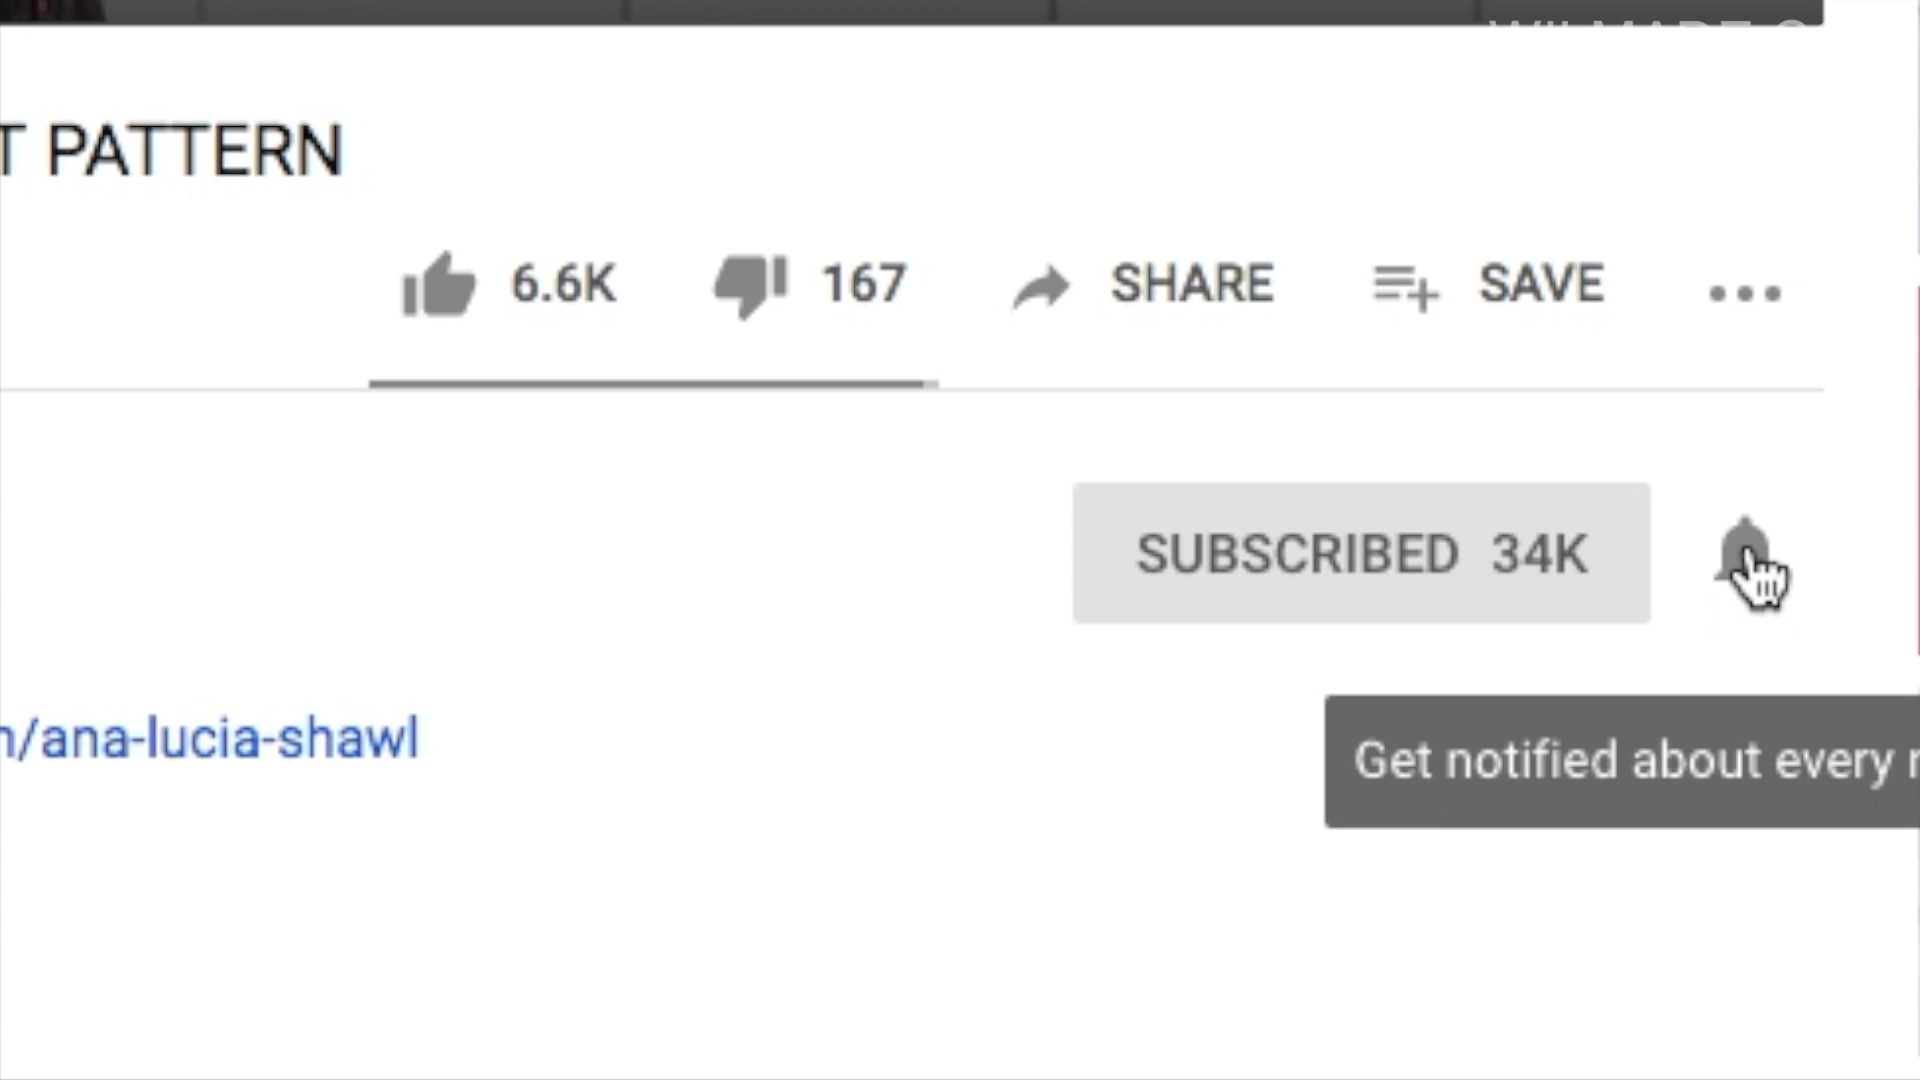 T PATTERN
6.6K 167 SHARE SAVE
SUBSCRIBED 34K
/ana-lucia-shawl
Get notified about every